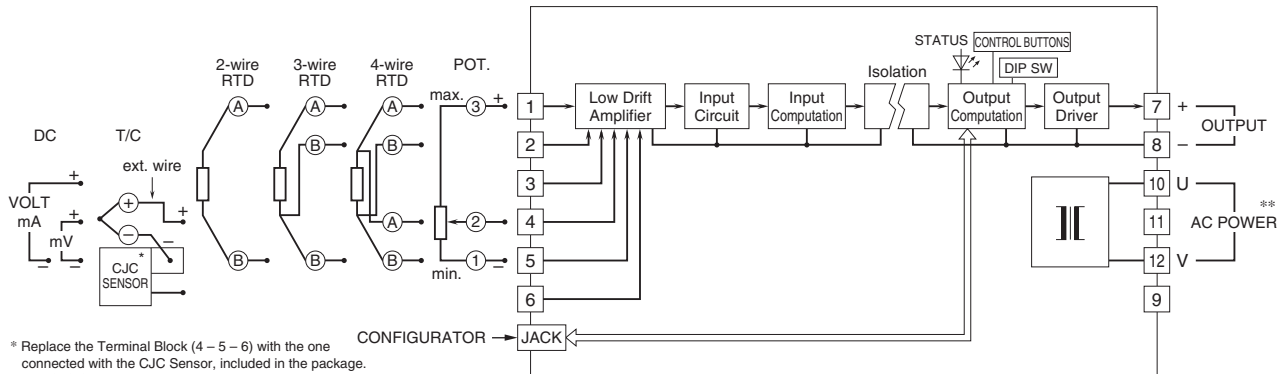 2-wire RTD
3-wire RTD
4-wire RTD
POT.
DC
T/C
ext. wire
VOLT
mA
mV
+
−
+
−
+
−
+
−
*
CJC SENSOR
A
B
A
B
B
A
B
A
B
max.
3
+
2
min.
1
−
1
2
3
4
5
6
Low Drift Amplifier
Input Circuit
Input Computation
Isolation
STATUS
CONTROL BUTTONS
DIP SW
Output Computation
Output Driver
7
+
8
−
OUTPUT
10
U
11
AC POWER
**
12
V
9
CONFIGURATOR
JACK
* Replace the Terminal Block (4 – 5 – 6) with the one
connected with the CJC Sensor, included in the package.